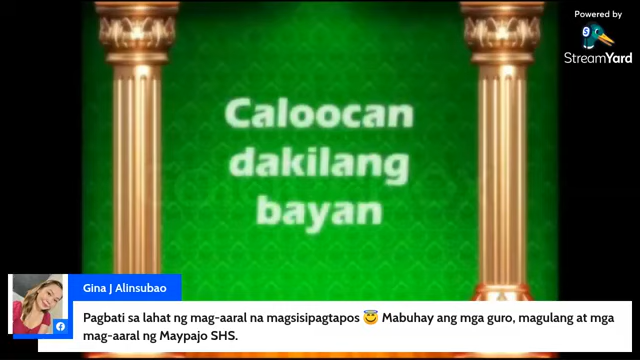 Powered by
StreamYard
Caloocan
dakilang
bayan
Gina J Alinsubao
Pagbati sa lahat ng mag-aaral na magsisipagtapos 😇 Mabuhay ang mga guro, magulang at mga
mag-aaral ng Maypajo SHS.